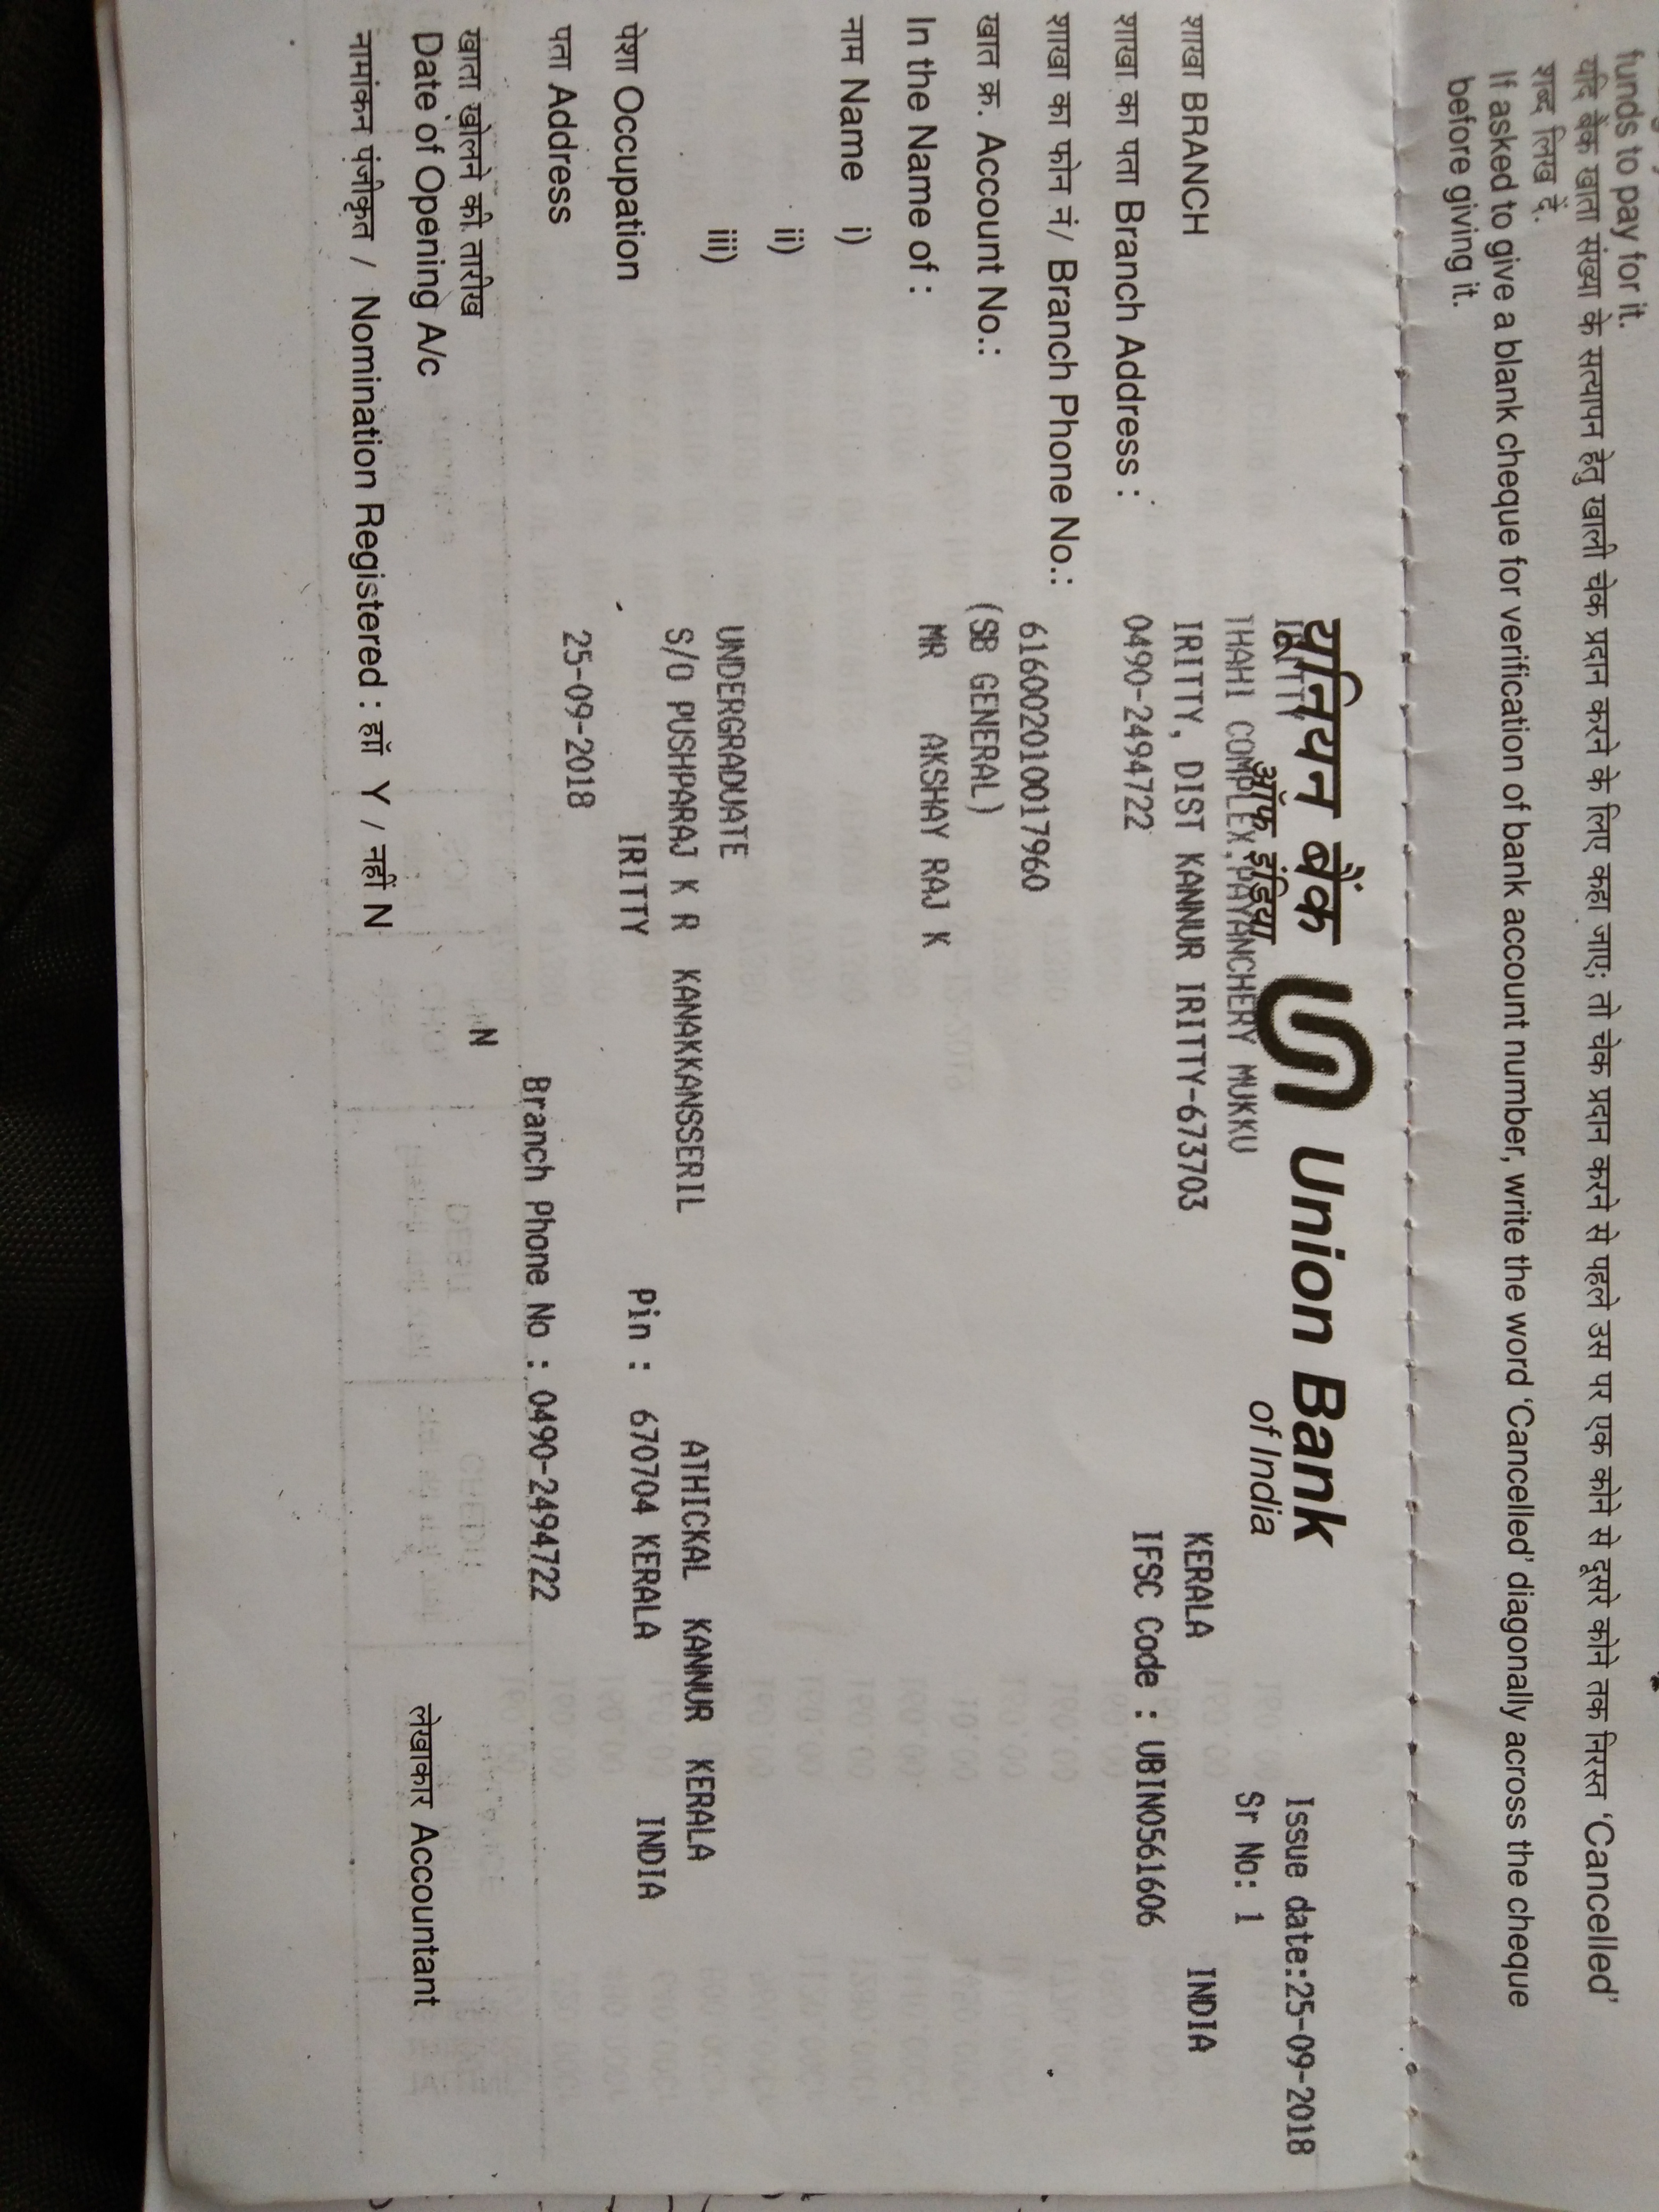 funds to pay for it.
यदि बैंक खाता संख्या के सत्यापन हेतु खाली चेक प्रदान करने के लिए कहा जाए; तो चेक प्रदान करने से पहले उस पर एक कोने से दूसरे कोने तक निरस्त ‘Cancelled’
शब्द लिख दें.
If asked to give a blank cheque for verification of bank account number, write the word ‘Cancelled’ diagonally across the cheque
before giving it.
यूनियन बैंक Union Bank
ऑफ इंडिया of India
Issue date:25-09-2018
Sr No: 1
शाखा BRANCH
IRITTY
THAHI COMPLEX,PAYANCHERY MUKKU
शाखा का पता Branch Address :
IRITTY, DIST KANNUR IRITTY-673703 KERALA INDIA
शाखा का फोन नं/ Branch Phone No.:
0490-2494722 IFSC Code : UBIN0561606
खात क्र. Account No.:
616002010017960
(SB GENERAL)
In the Name of :
नाम Name i) MR AKSHAY RAJ K
ii)
iii)
पेशा Occupation
UNDERGRADUATE
पता Address
S/O PUSHPARAJ K R KANAKKANSSERIL ATHICKAL KANNUR KERALA
IRITTY Pin : 670704 KERALA INDIA
खाता खोलने की तारीख
Date of Opening A/c
25-09-2018
Branch Phone No : 0490-2494722
N
नामांकन पंजीकृत / Nomination Registered : हॉ Y / नहीं N
लेखाकार Accountant